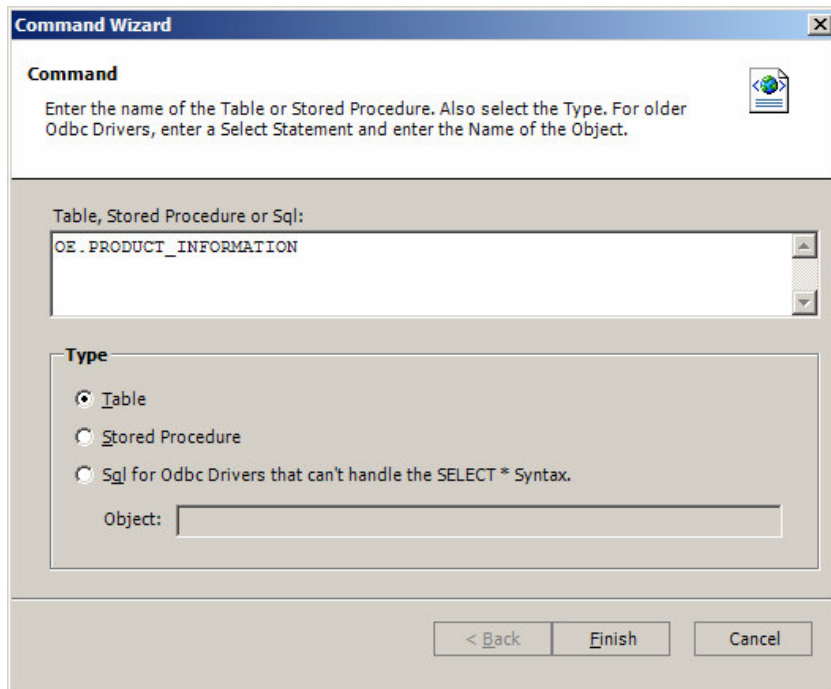 Command Wizard
Command
Enter the name of the Table or Stored Procedure. Also select the Type. For older
Odbc Drivers, enter a Select Statement and enter the Name of the Object.
Table, Stored Procedure or Sql:
OE.PRODUCT_INFORMATION
Type
Table
Stored Procedure
Sql for Odbc Drivers that can't handle the SELECT * Syntax.
Object:
< Back Finish Cancel